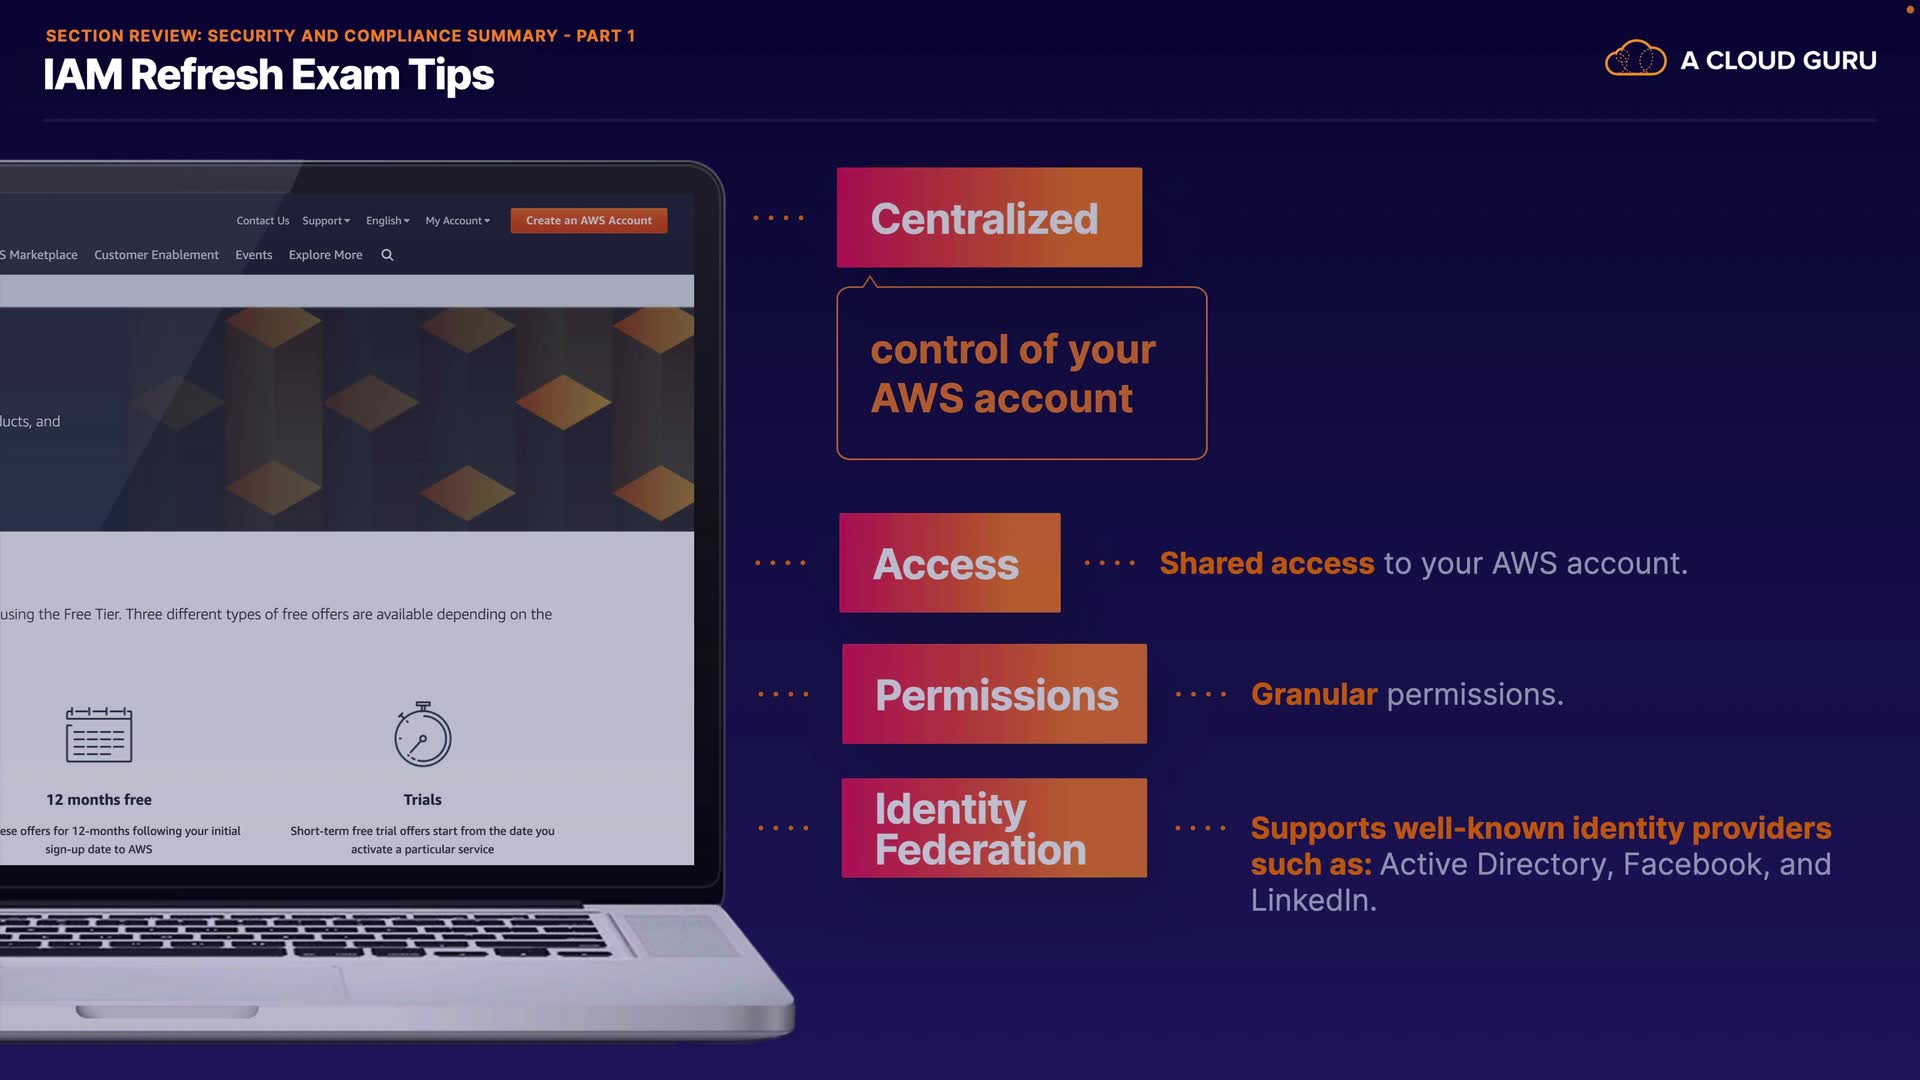 SECTION REVIEW: SECURITY AND COMPLIANCE SUMMARY - PART 1
IAM Refresh Exam Tips
A CLOUD GURU
Contact Us Support English My Account Create an AWS Account
S Marketplace Customer Enablement Events Explore More
ucts, and
using the Free Tier. Three different types of free offers are available depending on the
12 months free
ese offers for 12-months following your initial
sign-up date to AWS
Trials
Short-term free trial offers start from the date you
activate a particular service
Centralized
control of your
AWS account
Access
Shared access to your AWS account.
Permissions
Granular permissions.
Identity
Federation
Supports well-known identity providers
such as: Active Directory, Facebook, and
LinkedIn.